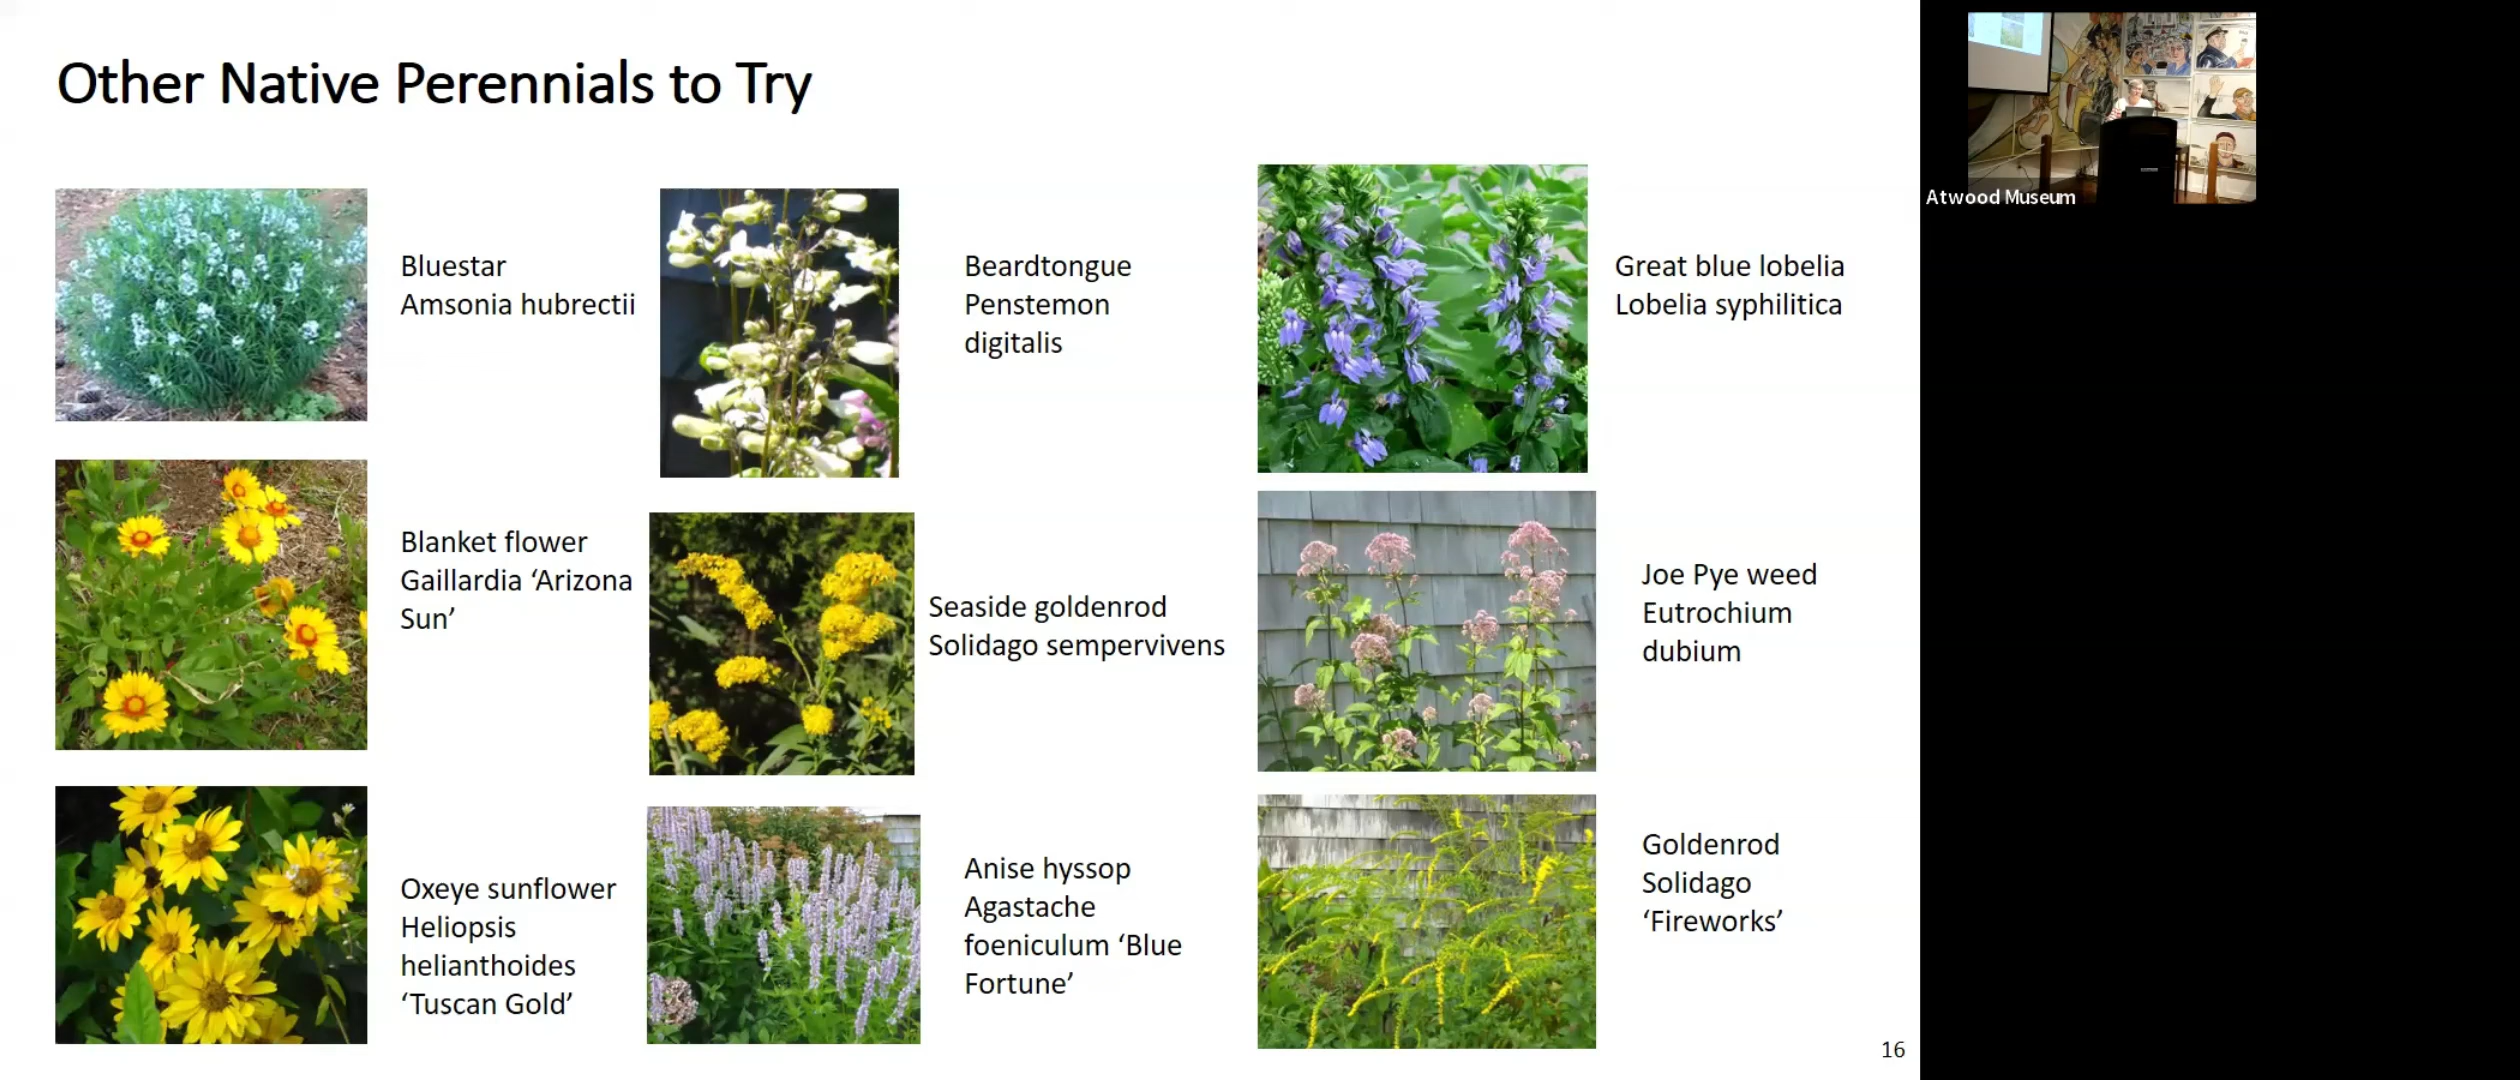 Other Native Perennials to Try
Bluestar
Amsonia hubrectii
Beardtongue
Penstemon
digitalis
Great blue lobelia
Lobelia syphilitica
Blanket flower
Gaillardia ‘Arizona
Sun’
Seaside goldenrod
Solidago sempervivens
Joe Pye weed
Eutrochium
dubium
Oxeye sunflower
Heliopsis
helianthoides
‘Tuscan Gold’
Anise hyssop
Agastache
foeniculum ‘Blue
Fortune’
Goldenrod
Solidago
‘Fireworks’
16
Atwood Museum